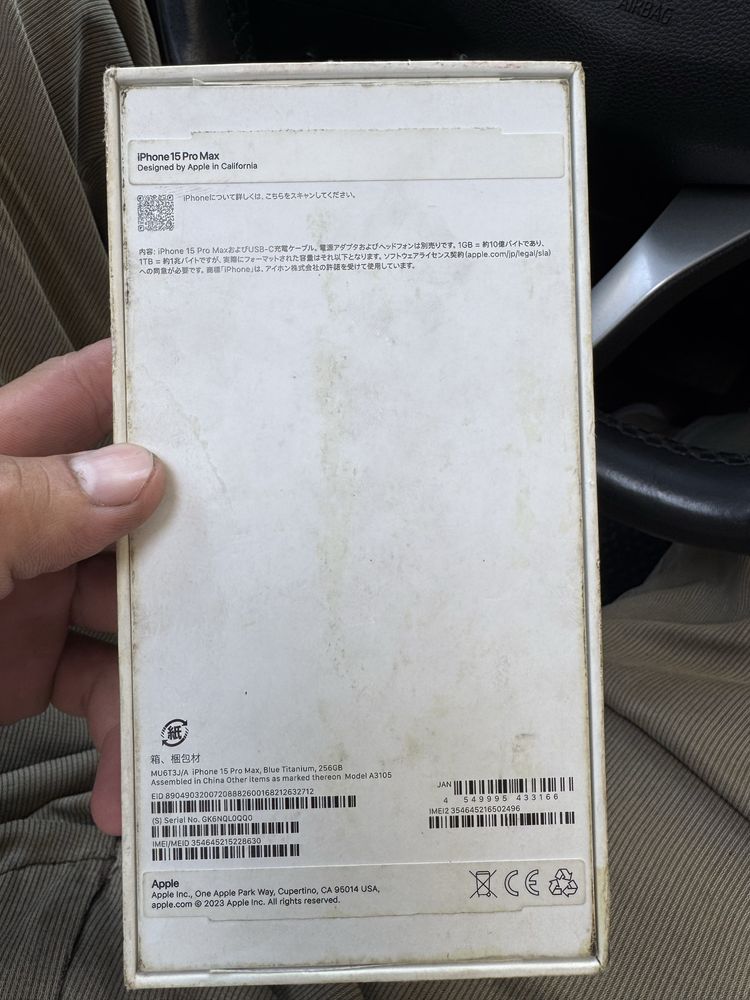 AIRBAG
iPhone 15 Pro Max
Designed by Apple in California
iPhoneについて詳しくは、こちらをスキャンしてください。
内容: iPhone 15 Pro MaxおよびUSB-C充電ケーブル。電源アダプタおよびヘッドフォンは別売りです。1GB = 約10億バイトであり、
1TB = 約1兆バイトですが、実際にフォーマットされた容量はそれ以下となります。ソフトウェアライセンス契約(apple.com/jp/legal/sla)
への同意が必要です。商標「iPhone」は、アイホン株式会社の許諾を受けて使用しています。
紙
箱、梱包材
MU6T3J/A iPhone 15 Pro Max, Blue Titanium, 256GB
Assembled in China Other items as marked thereon Model A3105
EID 89049032007208882600168212632712
(S) Serial No. GK6NQL0QQ0
IMEI/MEID 354645215228630
JAN
4 549995 433166
IMEI2 354645216502496
Apple
Apple Inc., One Apple Park Way, Cupertino, CA 95014 USA,
apple.com © 2023 Apple Inc. All rights reserved.
CE